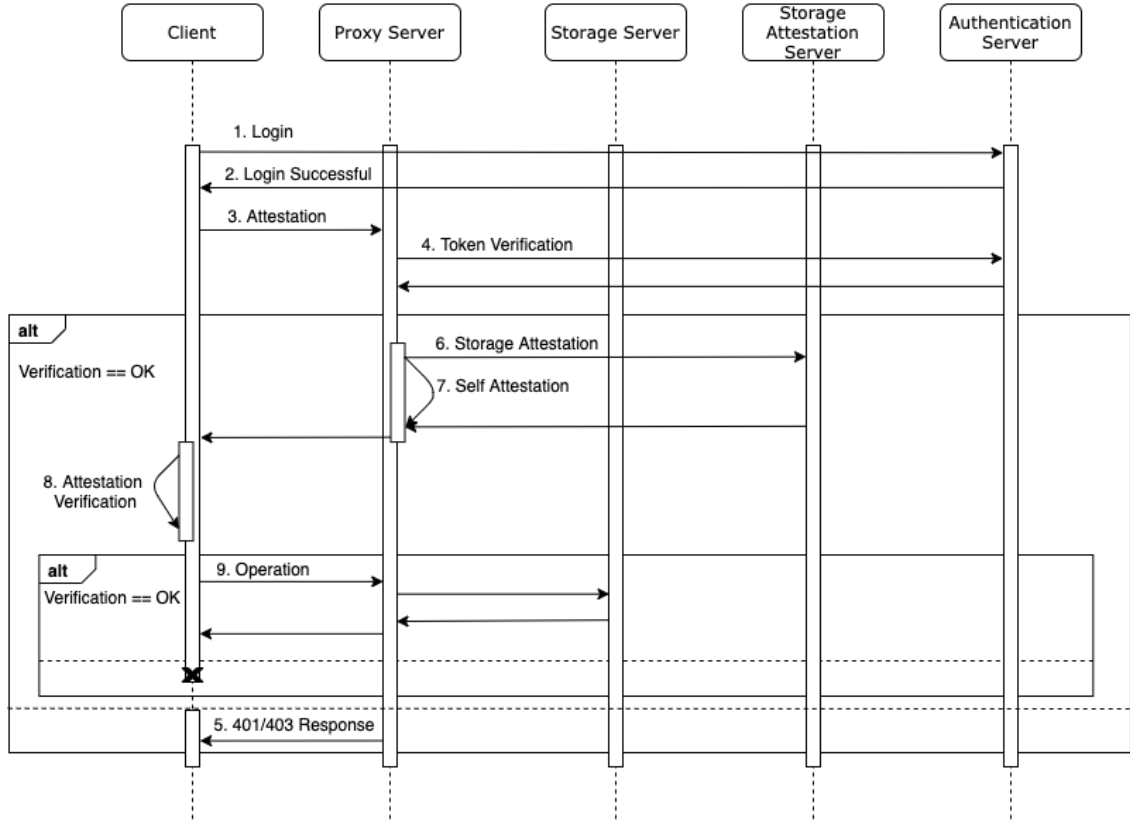 Client
Proxy Server
Storage Server
Storage
Attestation
Server
Authentication
Server
1. Login
2. Login Successful
3. Attestation
4. Token Verification
alt
Verification == OK
6. Storage Attestation
7. Self Attestation
8. Attestation
Verification
alt
9. Operation
Verification == OK
5. 401/403 Response